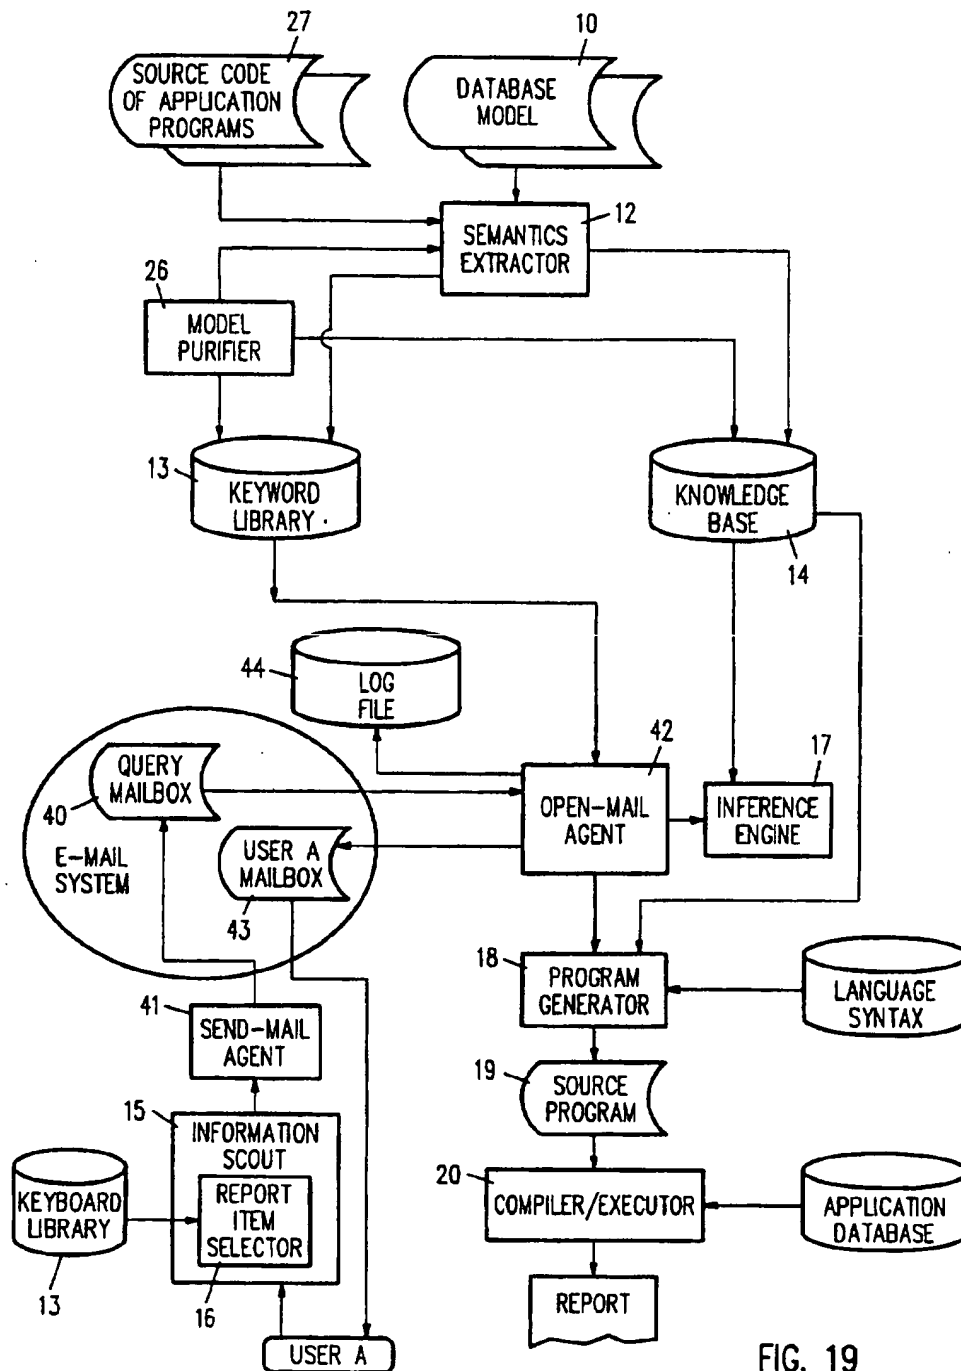 27
10
SOURCE CODE
OF APPLICATION
PROGRAMS
DATABASE
MODEL
12
SEMANTICS
EXTRACTOR
26
MODEL
PURIFIER
13
KEYWORD
LIBRARY
KNOWLEDGE
BASE
14
44
LOG
FILE
42
17
QUERY
MAILBOX
40
OPEN-MAIL
AGENT
INFERENCE
ENGINE
E-MAIL
SYSTEM
USER A
MAILBOX
43
18
PROGRAM
GENERATOR
LANGUAGE
SYNTAX
41
SEND-MAIL
AGENT
19
SOURCE
PROGRAM
15
INFORMATION
SCOUT
KEYBOARD
LIBRARY
13
REPORT
ITEM
SELECTOR
16
20
COMPILER/EXECUTOR
APPLICATION
DATABASE
REPORT
USER A
FIG. 19